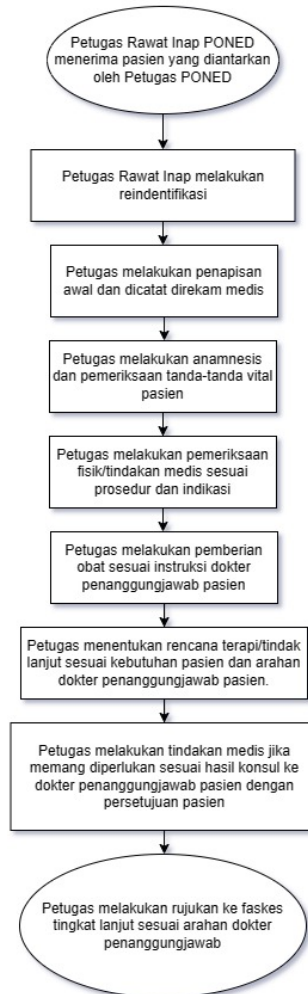 Petugas Rawat Inap PONED
menerima pasien yang diantarkan
oleh Petugas PONED
Petugas Rawat Inap melakukan
reindentifikasi
Petugas melakukan penapisan
awal dan dicatat direkam medis
Petugas melakukan anamnesis
dan pemeriksaan tanda-tanda vital
pasien
Petugas melakukan pemeriksaan
fisik/tindakan medis sesuai
prosedur dan indikasi
Petugas melakukan pemberian
obat sesuai instruksi dokter
penanggungjawab pasien
Petugas menentukan rencana terapi/tindak
lanjut sesuai kebutuhan pasien dan arahan
dokter penanggungjawab pasien.
Petugas melakukan tindakan medis jika
memang diperlukan sesuai hasil konsul ke
dokter penanggungjawab pasien dengan
persetujuan pasien
Petugas melakukan rujukan ke faskes
tingkat lanjut sesuai arahan dokter
penanggungjawab